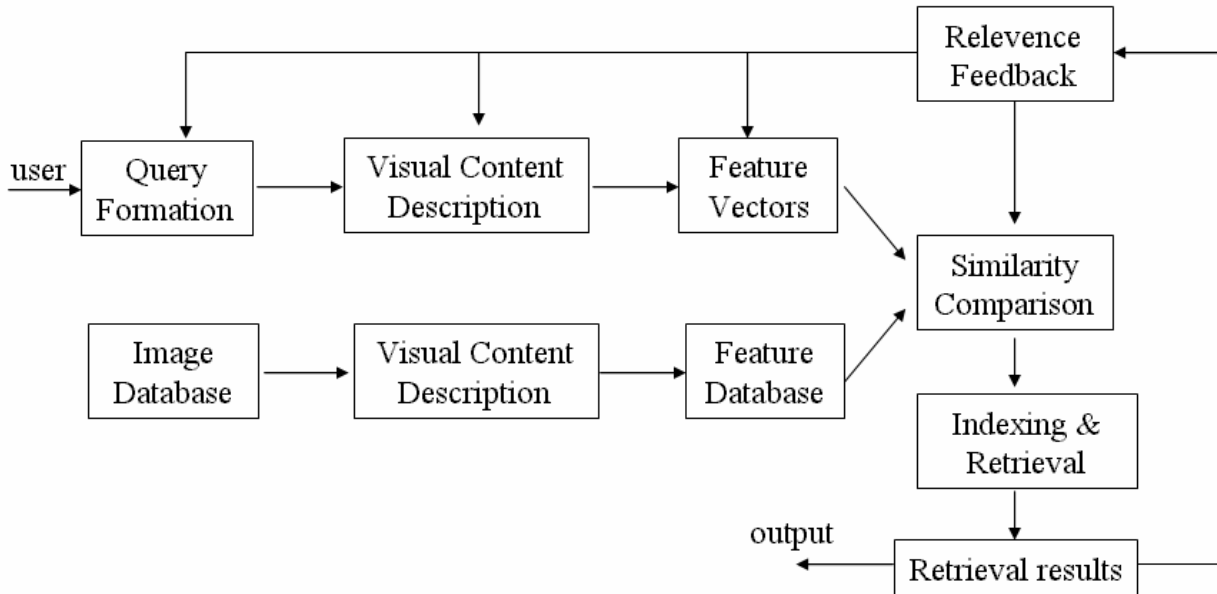 Relevence
Feedback
user
Query
Formation
Visual Content
Description
Feature
Vectors
Similarity
Comparison
Image
Database
Visual Content
Description
Feature
Database
Indexing &
Retrieval
output
Retrieval results